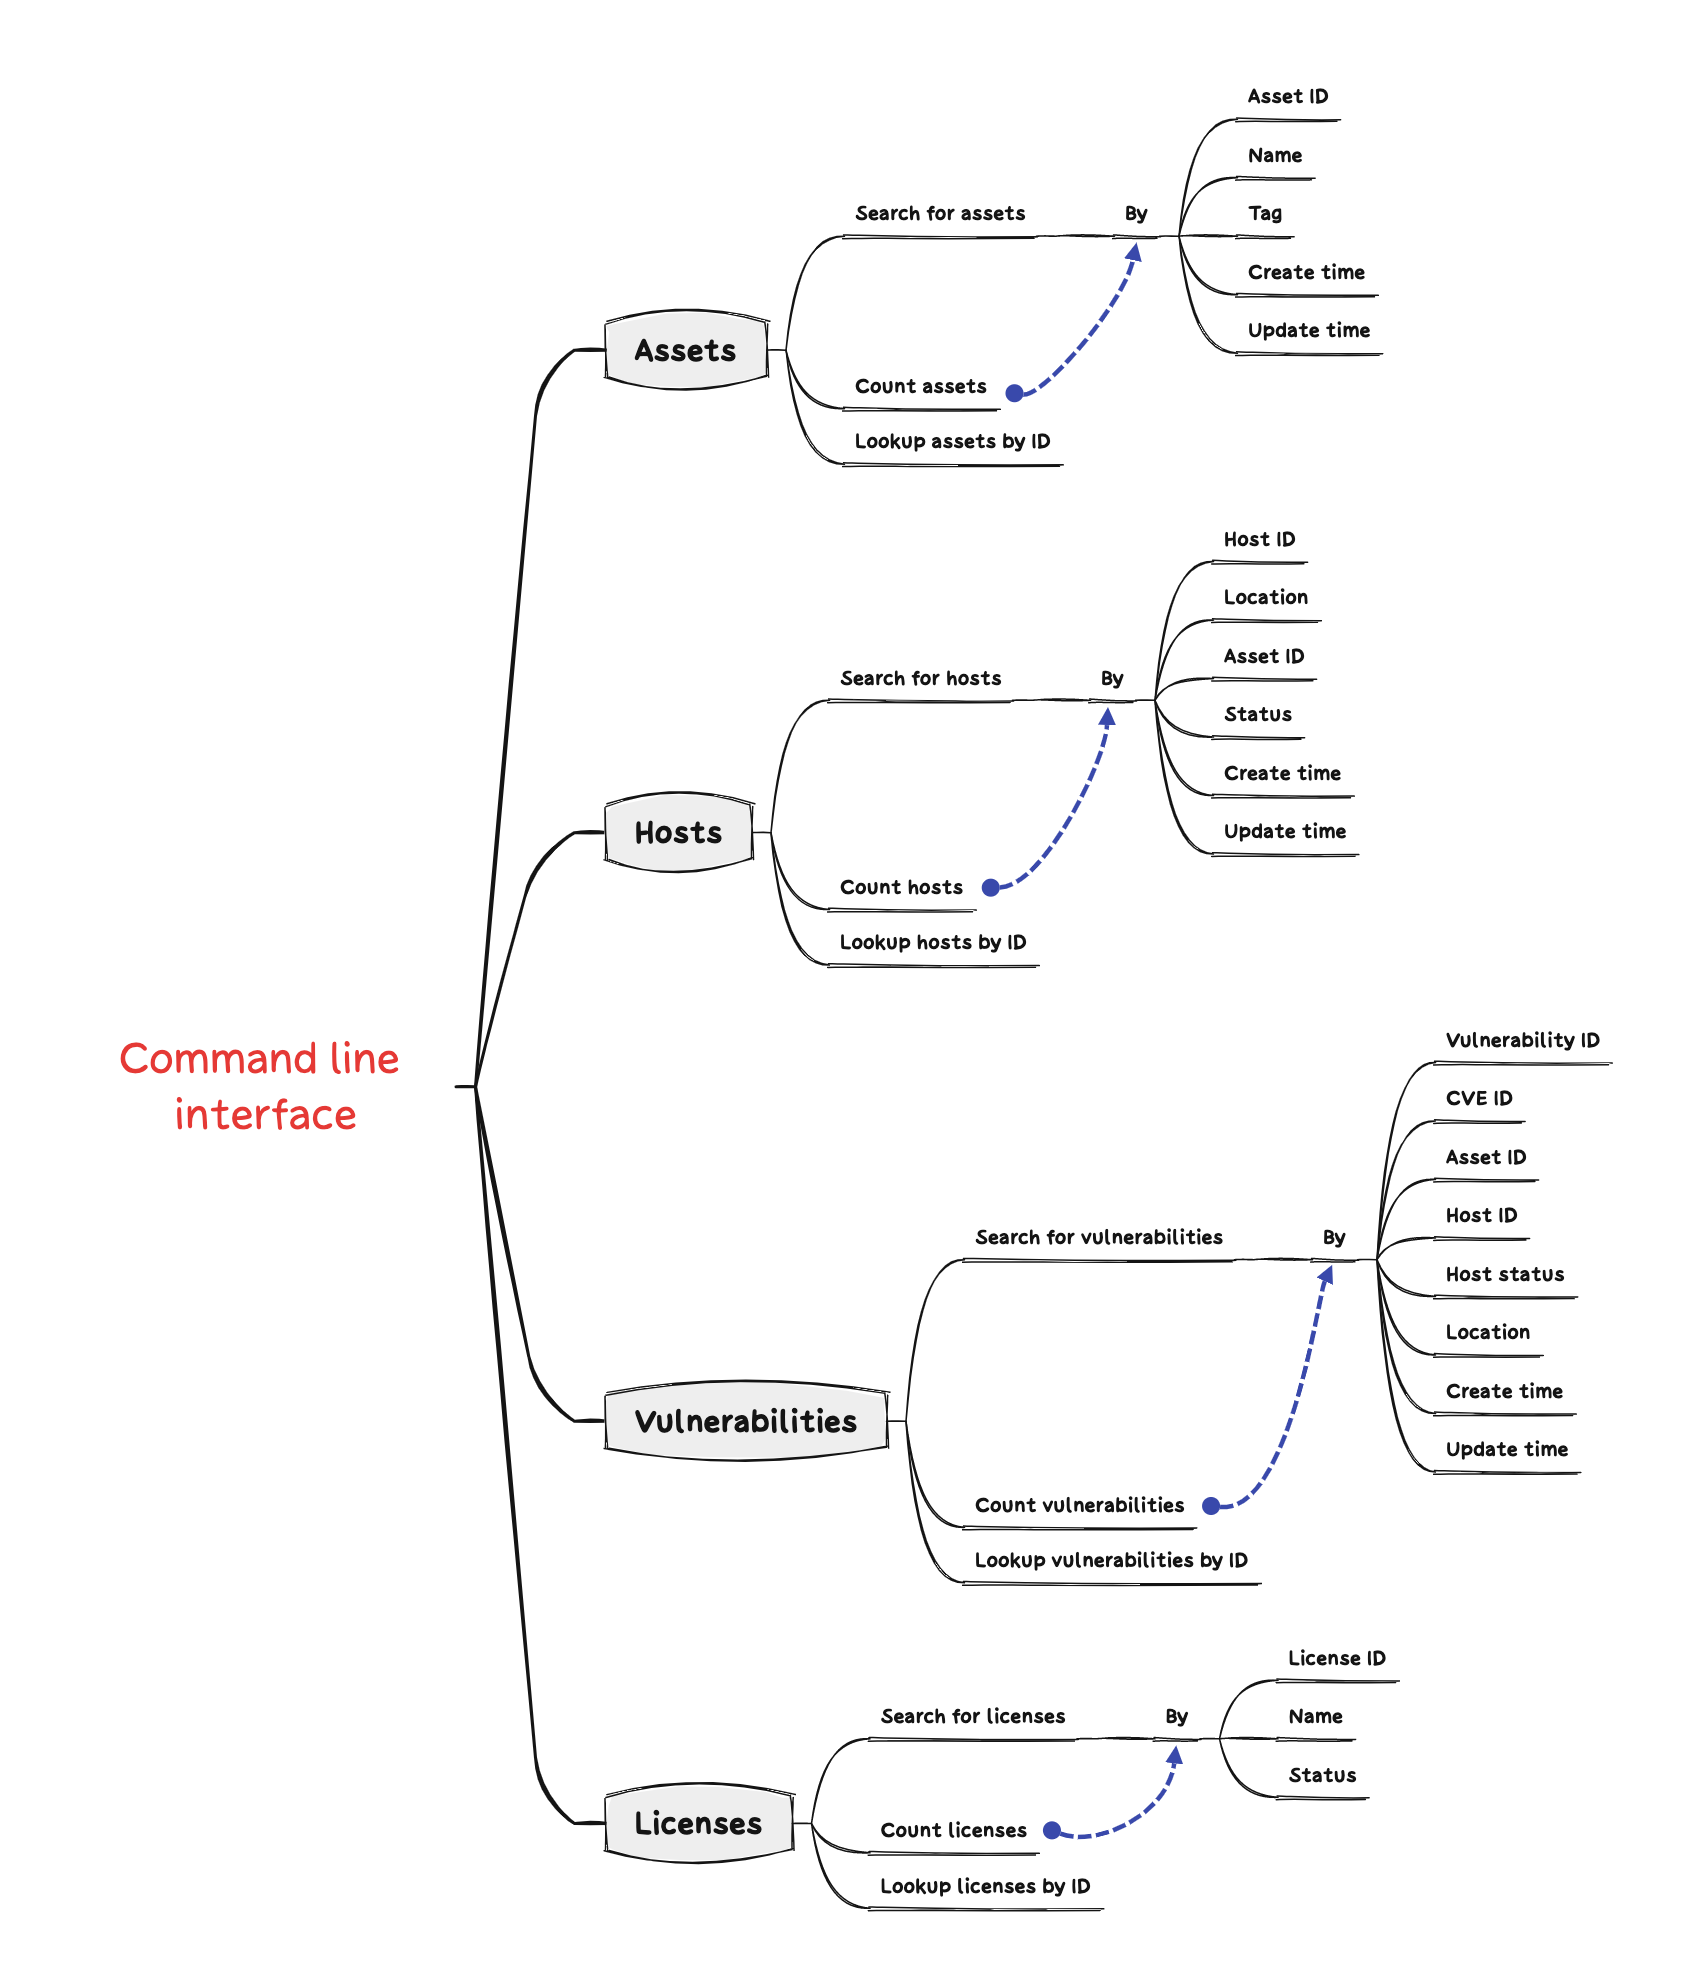 Command line
interface
Assets
Search for assets
By
Asset ID
Name
Tag
Create time
Update time
Count assets
Lookup assets by ID
Hosts
Search for hosts
By
Host ID
Location
Asset ID
Status
Create time
Update time
Count hosts
Lookup hosts by ID
Vulnerabilities
Search for vulnerabilities
By
Vulnerability ID
CVE ID
Asset ID
Host ID
Host status
Location
Create time
Update time
Count vulnerabilities
Lookup vulnerabilities by ID
Licenses
Search for licenses
By
License ID
Name
Status
Count licenses
Lookup licenses by ID